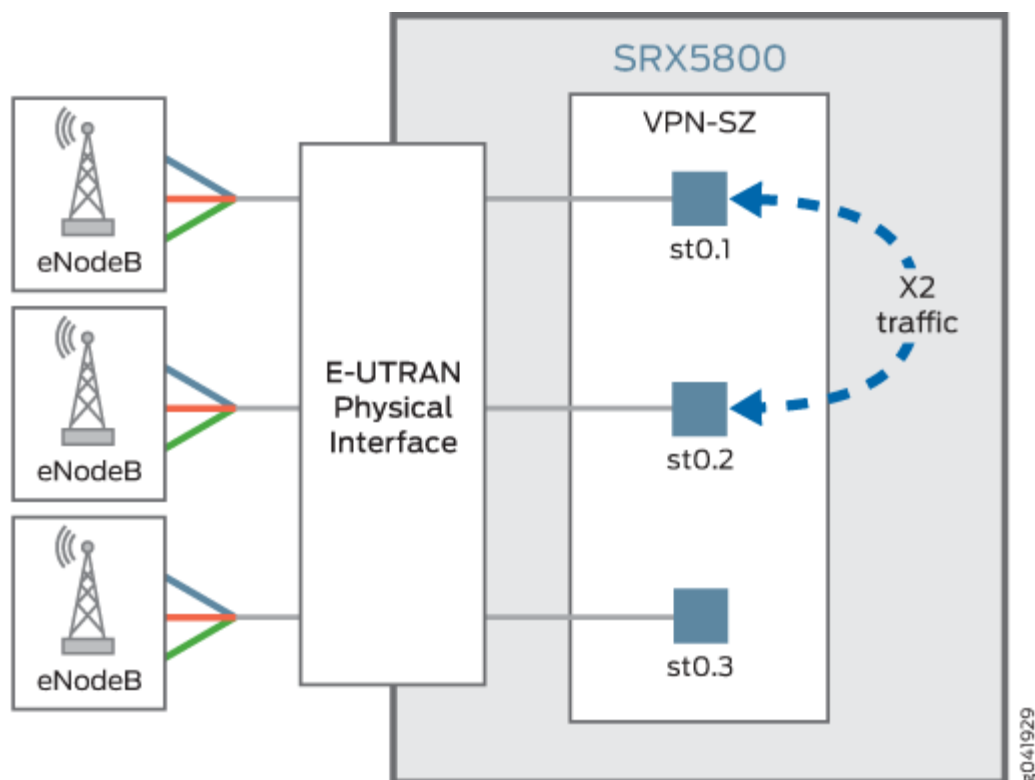 SRX5800
VPN-SZ
eNodeB
st0.1
X2
traffic
E-UTRAN
Physical
Interface
eNodeB
st0.2
eNodeB
st0.3
g041929